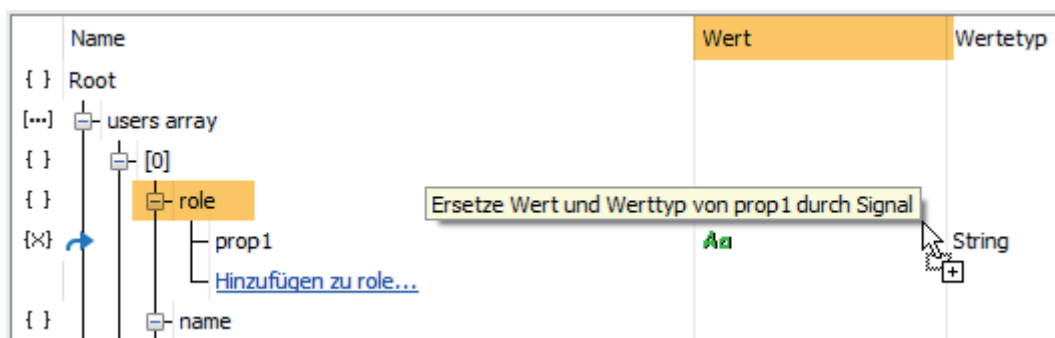 Name Wert Wertetyp
{ } Root
[...] users array
{ } [0]
{ } role Ersetze Wert und Werttyp von prop1 durch Signal
{x} prop1 Aa String
Hinzufügen zu role...
{ } name